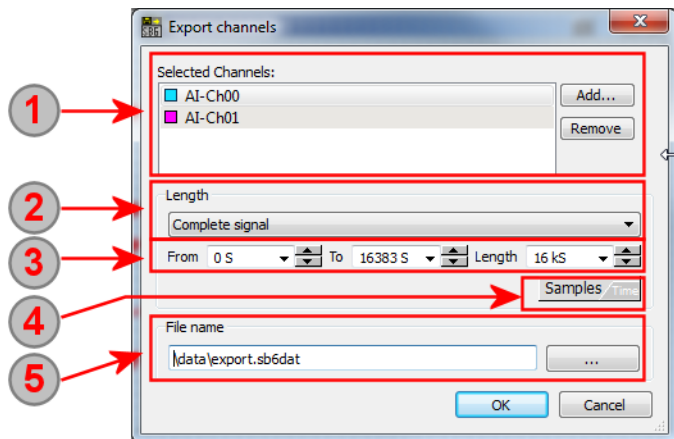 SB6 Export channels
Selected Channels:
AI-Ch00
AI-Ch01
Add...
Remove
1
Length
2
Complete signal
3
From 0 S To 16383 S Length 16 kS
4
Samples Time
File name
5
\data\export.sb6dat ...
OK Cancel